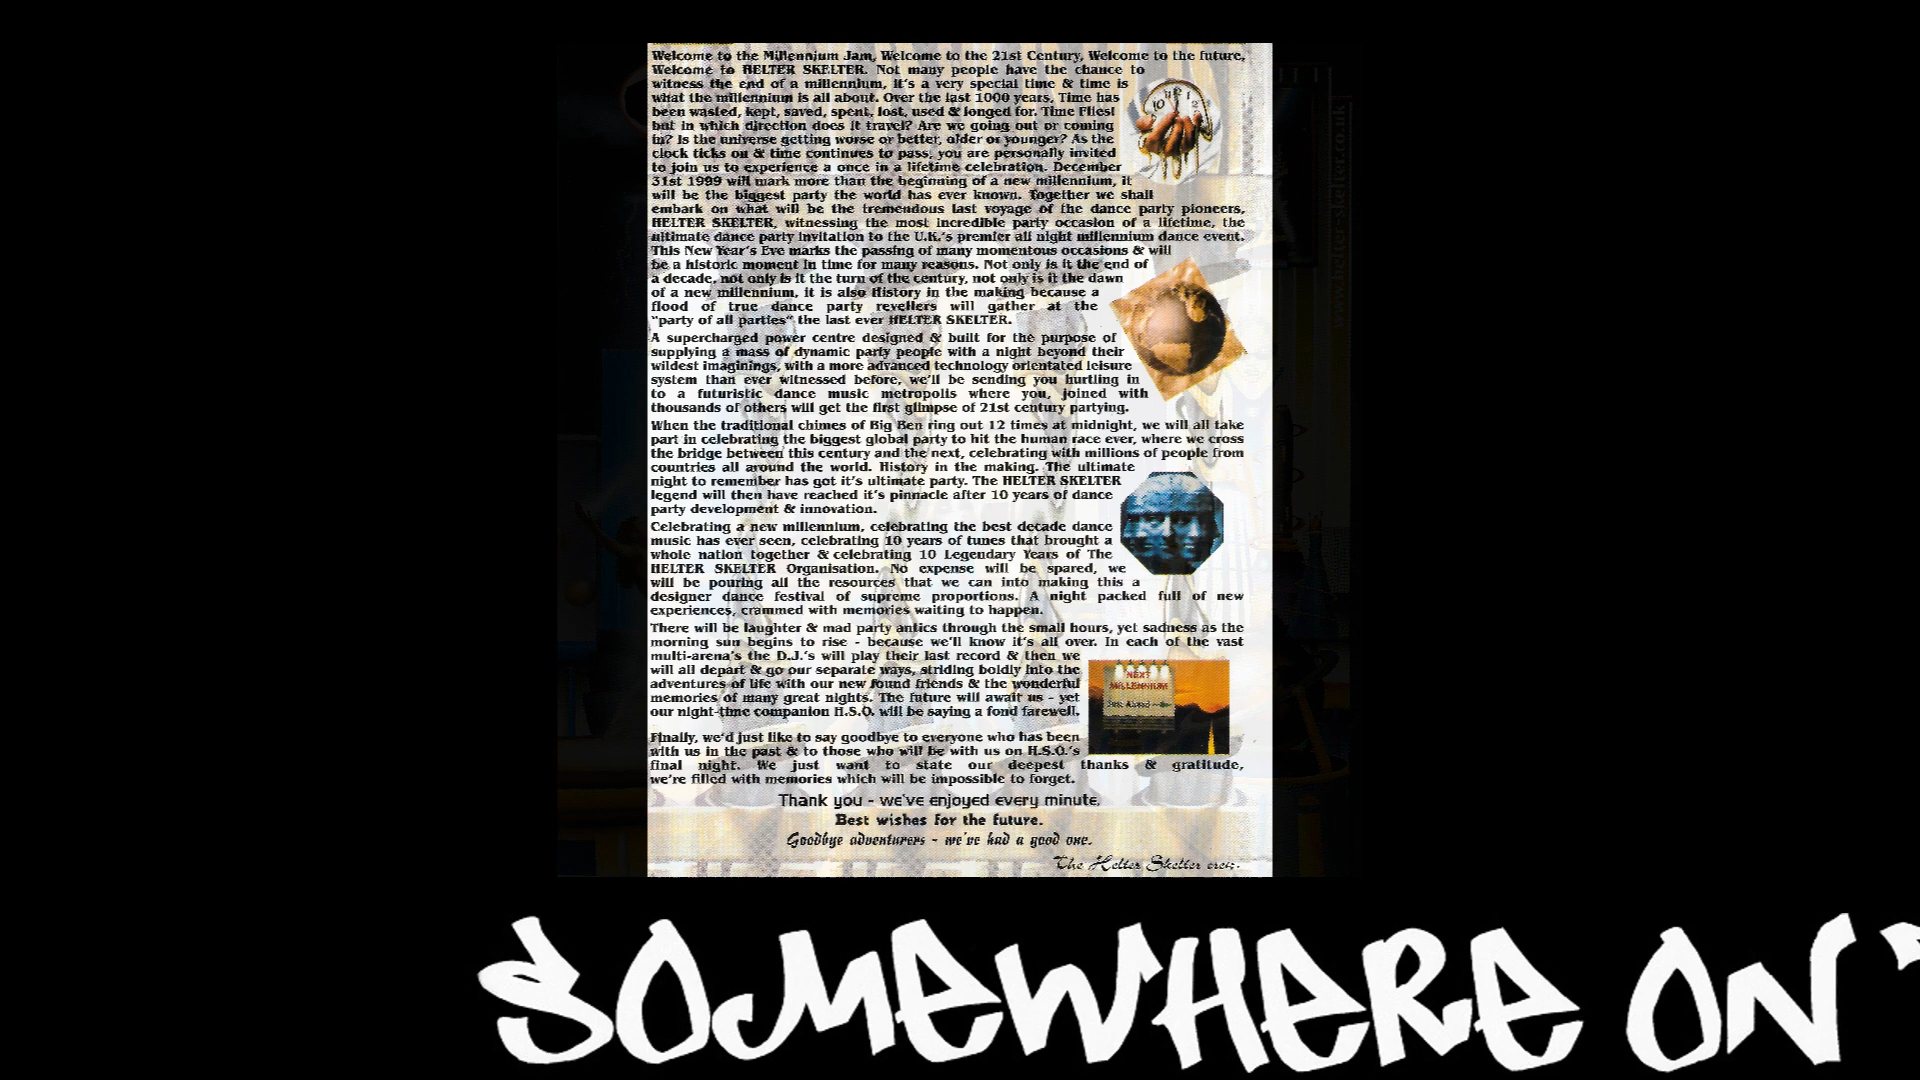 Welcome to the Millennium Jam, Welcome to the 21st Century, Welcome to the future,
Welcome to HELTER SKELTER. Not many people have the chance to
witness the end of a millennium, it's a very special time & time is
what the millennium is all about. Over the last 1000 years, Time has
been wasted, kept, saved, spent, lost, used & longed for. Time Flies!
but in which direction does it travel? Are we going out or coming
in? Is the universe getting worse or better, older or younger? As the
clock ticks on & time continues to pass, you are personally invited
to join us to experience a once in a lifetime celebration. December
31st 1999 will mark more than the beginning of a new millennium, it
will be the biggest party the world has ever known. Together we shall
embark on what will be the tremendous last voyage of the dance party pioneers,
HELTER SKELTER, witnessing the most incredible party occasion of a lifetime, the
ultimate dance party invitation to the U.K.'s premier all night millennium dance event.
This New Year's Eve marks the passing of many momentous occasions & will
be a historic moment in time for many reasons. Not only is it the end of
a decade, not only is it the turn of the century, not only is it the dawn
of a new millennium, it is also History in the making because a
flood of true dance party revellers will gather at the
"party of all parties" the last ever HELTER SKELTER.
A supercharged power centre designed & built for the purpose of
supplying a mass of dynamic party people with a night beyond their
wildest imaginings, with a more advanced technology orientated leisure
system than ever witnessed before, we'll be sending you hurtling in
to a futuristic dance music metropolis where you, joined with
thousands of others will get the first glimpse of 21st century partying.
When the traditional chimes of Big Ben ring out 12 times at midnight, we will all take
part in celebrating the biggest global party to hit the human race ever, where we cross
the bridge between this century and the next, celebrating with millions of people from
countries all around the world. History in the making. The ultimate
night to remember has got it's ultimate party. The HELTER SKELTER
legend will then have reached it's pinnacle after 10 years of dance
party development & innovation.
Celebrating a new millennium, celebrating the best decade dance
music has ever seen, celebrating 10 years of tunes that brought a
whole nation together & celebrating 10 Legendary Years of The
HELTER SKELTER Organisation. No expense will be spared, we
will be pouring all the resources that we can into making this a
designer dance festival of supreme proportions. A night packed full of new
experiences, crammed with memories waiting to happen.
There will be laughter & mad party antics through the small hours, yet sadness as the
morning sun begins to rise - because we'll know it's all over. In each of the vast
multi-arena's the D.J.'s will play their last record & then we
will all depart & go our separate ways, striding boldly into the
adventures of life with our new found friends & the wonderful
memories of many great nights. The future will await us - yet
our night-time companion H.S.O. will be saying a fond farewell.
NEXT
MILLENNIUM
Finally, we'd just like to say goodbye to everyone who has been
with us in the past & to those who will be with us on H.S.O.'s
final night. We just want to state our deepest thanks & gratitude,
we're filled with memories which will be impossible to forget.
Thank you - we've enjoyed every minute.
Best wishes for the future.
Goodbye adventurers - we've had a good one.
The Helter Skelter crew.
www.helter-skelter.co.uk
SOMEWHERE ON